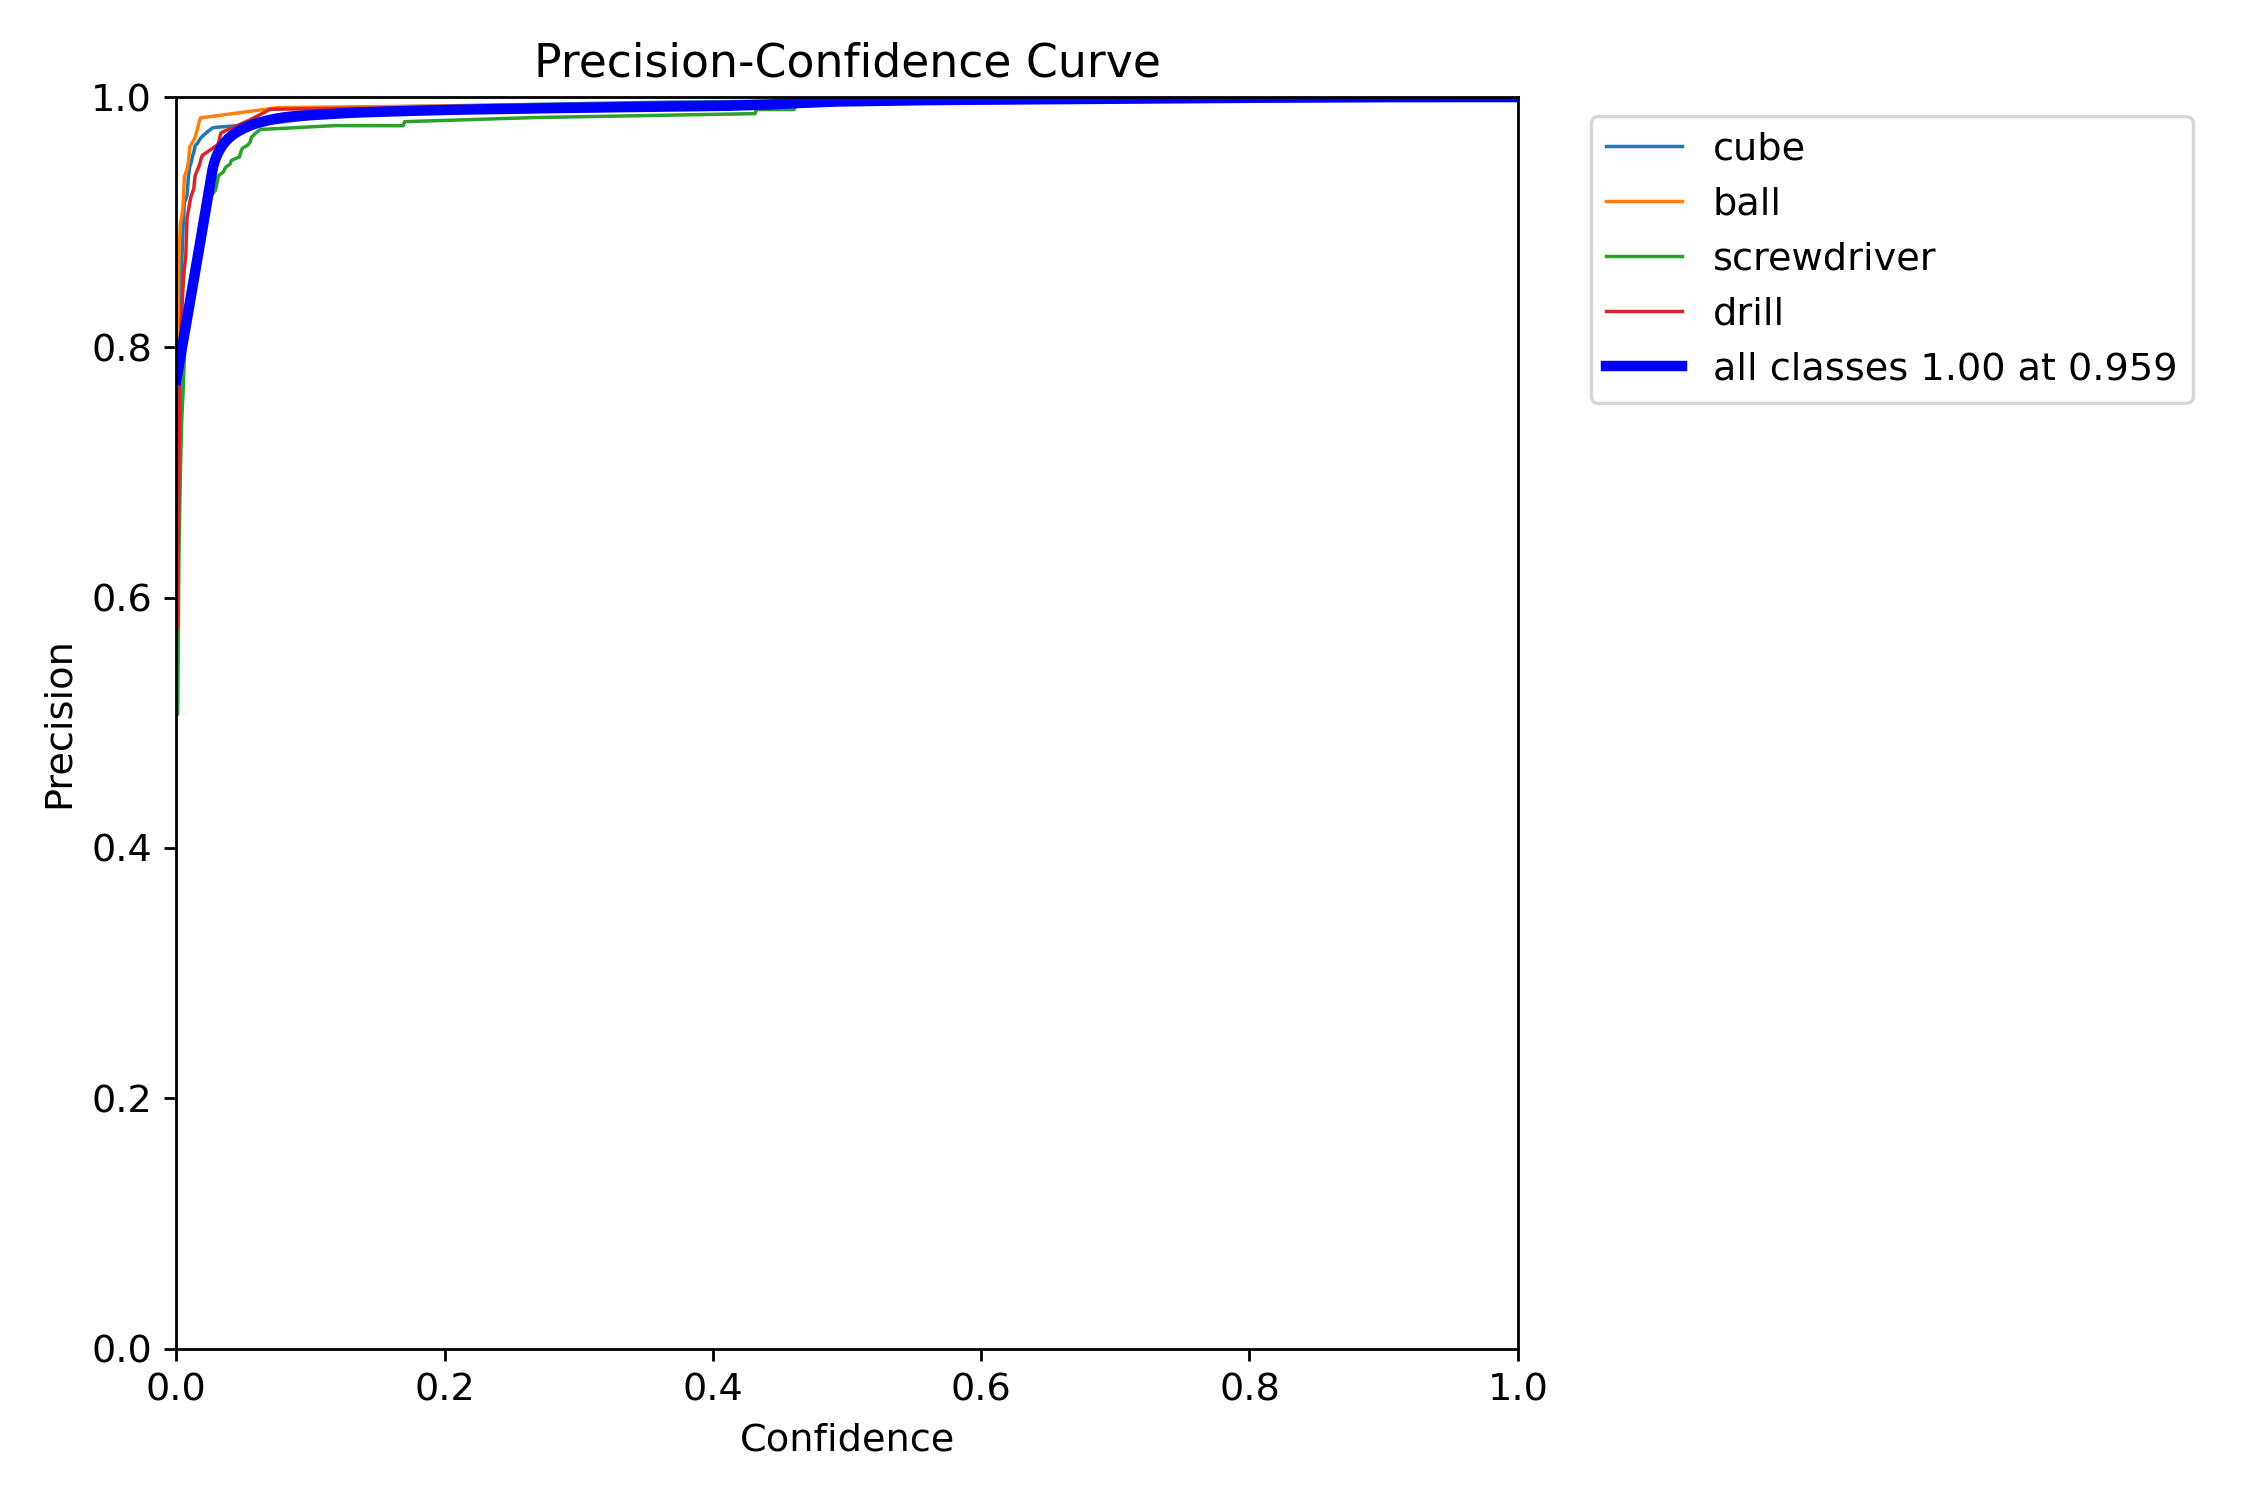 Precision-Confidence Curve
1.0
0.8
0.6
0.4
0.2
0.0
Precision
0.0 0.2 0.4 0.6 0.8 1.0
Confidence
cube
ball
screwdriver
drill
all classes 1.00 at 0.959